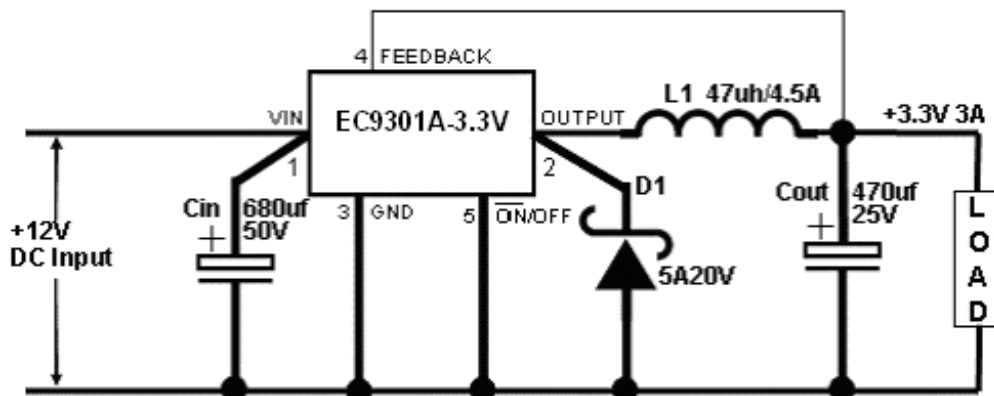 4 FEEDBACK
L1 47uh/4.5A
VIN
EC9301A-3.3V
OUTPUT
+3.3V 3A
1
2
D1
Cin
680uf
50V
+
3
GND
5
ON/OFF
Cout
470uf
25V
+
LOAD
+12V
DC Input
5A20V